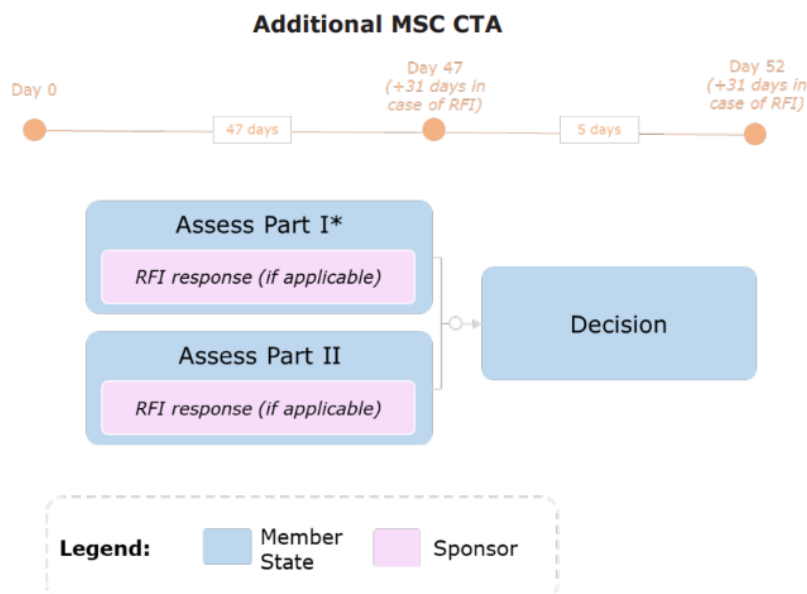 Additional MSC CTA
Day 0
Day 47
(+31 days in
case of RFI)
Day 52
(+31 days in
case of RFI)
47 days
5 days
Assess Part I*
RFI response (if applicable)
Assess Part II
RFI response (if applicable)
Decision
Legend:
Member
State
Sponsor